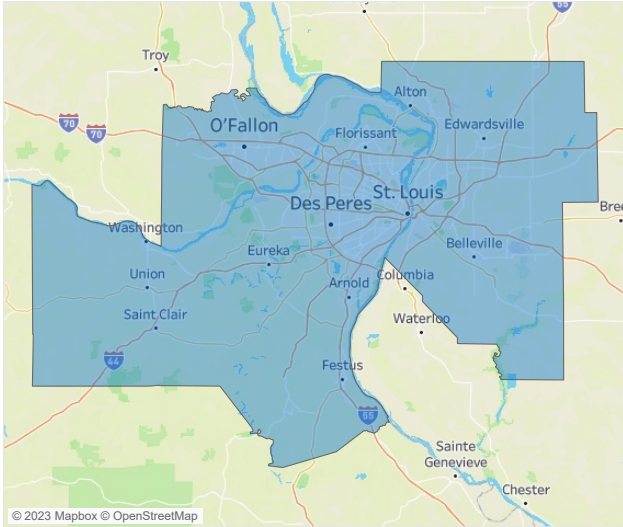 55
Troy
Alton
70
70
O'Fallon
Florissant
Edwardsville
St. Louis
Des Peres
Bree
Washington
Belleville
Eureka
Union
Arnold
Columbia
Saint Clair
Waterloo
44
Festus
55
Sainte
Genevieve
Chester
© 2023 Mapbox © OpenStreetMap